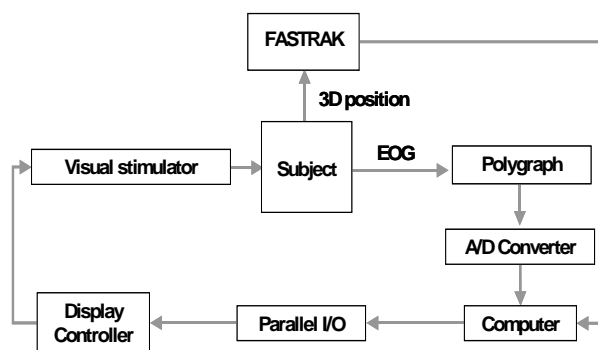 FASTRAK
3D position
Visual stimulator
Subject
EOG
Polygraph
A/D Converter
Display
Controller
Parallel I/O
Computer